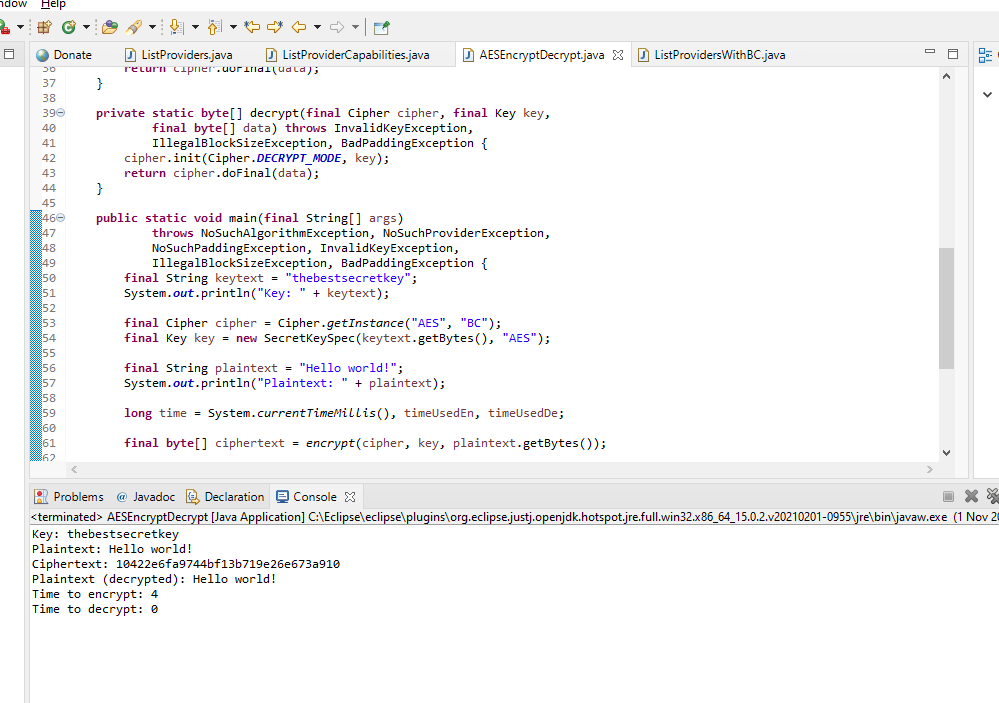 ndow Help
Donate ListProviders.java ListProviderCapabilities.java AESEncryptDecrypt.java ListProvidersWithBC.java
36 return cipher.doFinal(data);
37 }
38
39 private static byte[] decrypt(final Cipher cipher, final Key key,
40 final byte[] data) throws InvalidKeyException,
41 IllegalBlockSizeException, BadPaddingException {
42 cipher.init(Cipher.DECRYPT_MODE, key);
43 return cipher.doFinal(data);
44 }
45
46 public static void main(final String[] args)
47 throws NoSuchAlgorithmException, NoSuchProviderException,
48 NoSuchPaddingException, InvalidKeyException,
49 IllegalBlockSizeException, BadPaddingException {
50 final String keytext = "thebestsecretkey";
51 System.out.println("Key: " + keytext);
52
53 final Cipher cipher = Cipher.getInstance("AES", "BC");
54 final Key key = new SecretKeySpec(keytext.getBytes(), "AES");
55
56 final String plaintext = "Hello world!";
57 System.out.println("Plaintext: " + plaintext);
58
59 long time = System.currentTimeMillis(), timeUsedEn, timeUsedDe;
60
61 final byte[] ciphertext = encrypt(cipher, key, plaintext.getBytes());
62
Problems @ Javadoc Declaration Console
<terminated> AESEncryptDecrypt [Java Application] C:\Eclipse\eclipse\plugins\org.eclipse.justj.openjdk.hotspot.jre.full.win32.x86_64_15.0.2.v20210201-0955\jre\bin\javaw.exe (1 Nov 20
Key: thebestsecretkey
Plaintext: Hello world!
Ciphertext: 10422e6fa9744bf13b719e26e673a910
Plaintext (decrypted): Hello world!
Time to encrypt: 4
Time to decrypt: 0